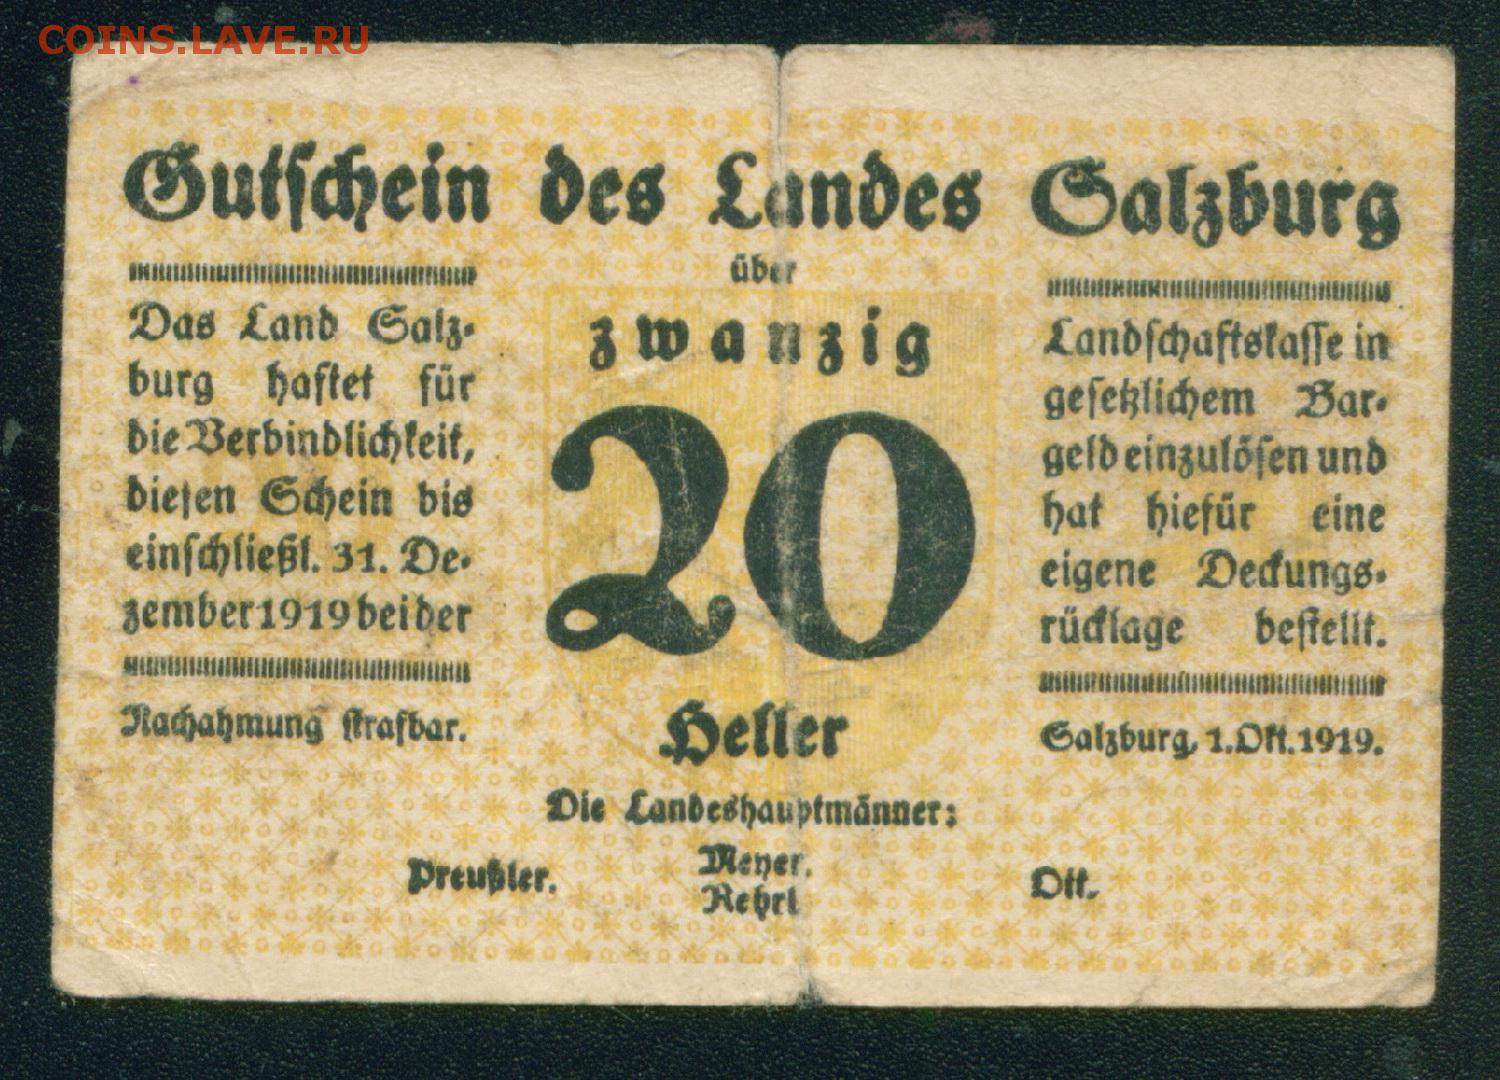 COINS.LAVE.RU
Gutschein des Landes Salzburg
über
zwanzig
20
Heller
Das Land Salz-
burg haftet für
die Verbindlichkeit,
diesen Schein bis
einschließl. 31. De-
zember 1919 bei der
Landschaftskasse in
gesetzlichem Bar-
geld einzulösen und
hat hiefür eine
eigene Deckungs-
rücklage bestellt.
Nachahmung strafbar.
Salzburg, 1. Okt. 1919.
Die Landeshauptmänner:
Preußler.
Meyer.
Rehrl
Ott.